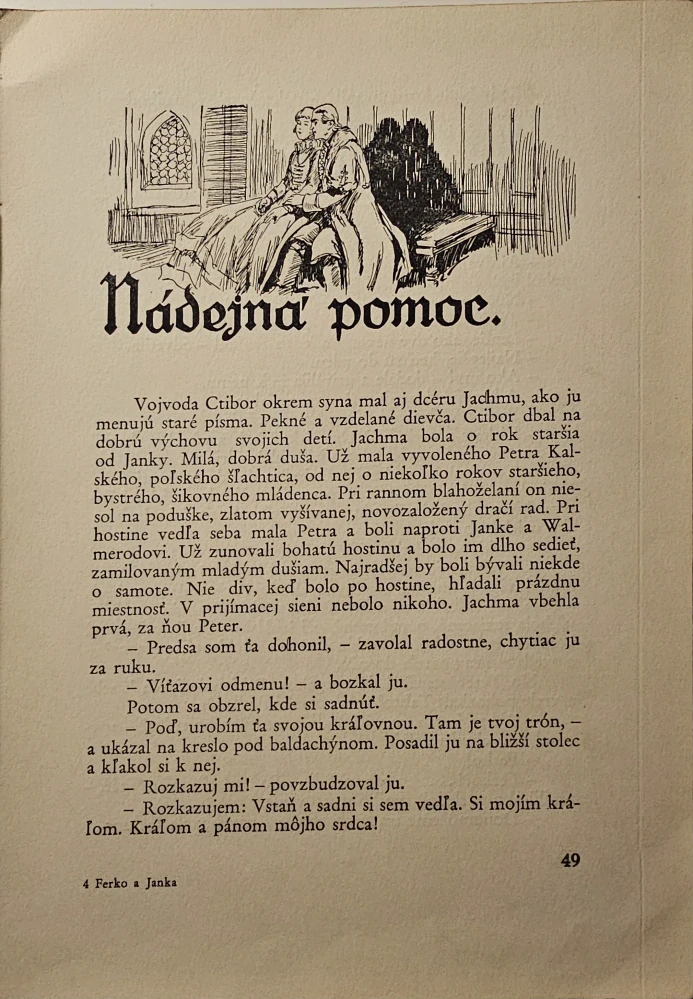 Nádejná pomoc.
Vojvoda Ctibor okrem syna mal aj dcéru Jachmu, ako ju
menujú staré písma. Pekné a vzdelané dievča. Ctibor dbal na
dobrú výchovu svojich detí. Jachma bola o rok staršia
od Janky. Milá, dobrá duša. Už mala vyvoleného Petra Kal-
ského, poľského šľachtica, od nej o niekoľko rokov staršieho,
bystrého, šikovného mládenca. Pri rannom blahoželaní on nie-
sol na poduške, zlatom vyšívanej, novozaložený dračí rad. Pri
hostine vedľa seba mala Petra a boli naproti Janke a Wal-
merodovi. Už zunovali bohatú hostinu a bolo im dlho sedieť,
zamilovaným mladým dušiam. Najradšej by boli bývali niekde
o samote. Nie div, keď bolo po hostine, hľadali prázdnu
miestnosť. V prijímacej sieni nebolo nikoho. Jachma vbehla
prvá, za ňou Peter.
– Predsa som ťa dohonil, – zavolal radostne, chytiac ju
za ruku.
– Víťazovi odmenu! – a bozkal ju.
Potom sa obzrel, kde si sadnúť.
– Poď, urobím ťa svojou kráľovnou. Tam je tvoj trón, –
a ukázal na kreslo pod baldachýnom. Posadil ju na bližší stolec
a kľakol si k nej.
– Rozkazuj mi! – povzbudzoval ju.
– Rozkazujem: Vstaň a sadni si sem vedľa. Si mojím krá-
ľom. Kráľom a pánom môjho srdca!
49
4 Ferko a Janka